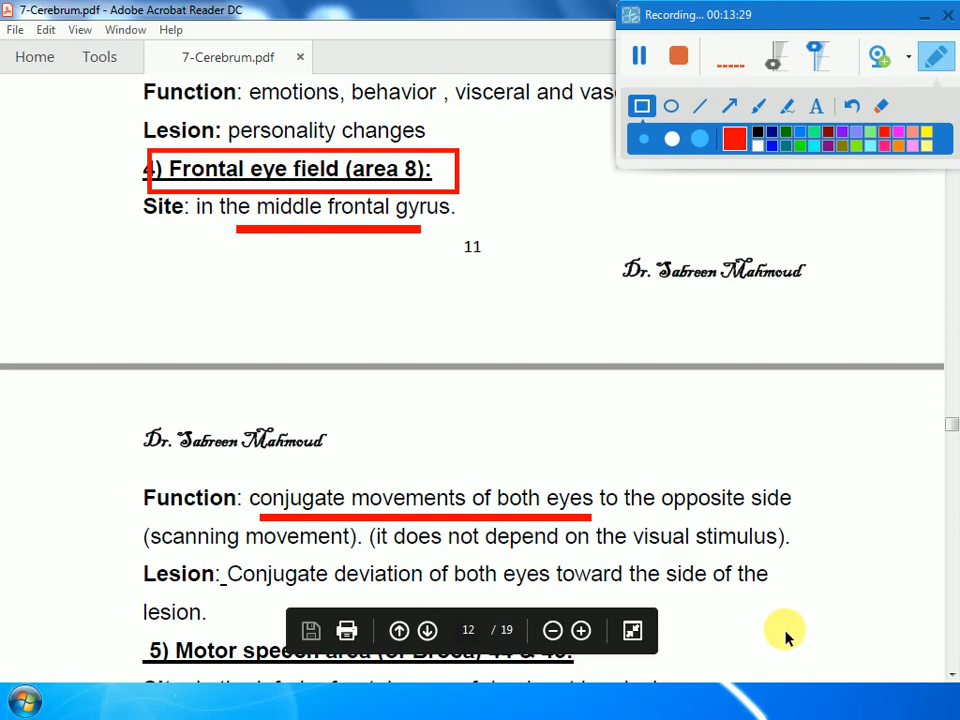 7-Cerebrum.pdf - Adobe Acrobat Reader DC
File Edit View Window Help
Home Tools 7-Cerebrum.pdf ×
Recording... 00:13:29
A
Function: emotions, behavior , visceral and
Lesion: personality changes
4) Frontal eye field (area 8):
Site: in the middle frontal gyrus.
11
Dr. Sabreen Mahmoud
Dr. Sabreen Mahmoud
Function: conjugate movements of both eyes to the opposite side
(scanning movement). (it does not depend on the visual stimulus).
Lesion: Conjugate deviation of both eyes toward the side of the
lesion.
12 / 19
5) Motor speech area